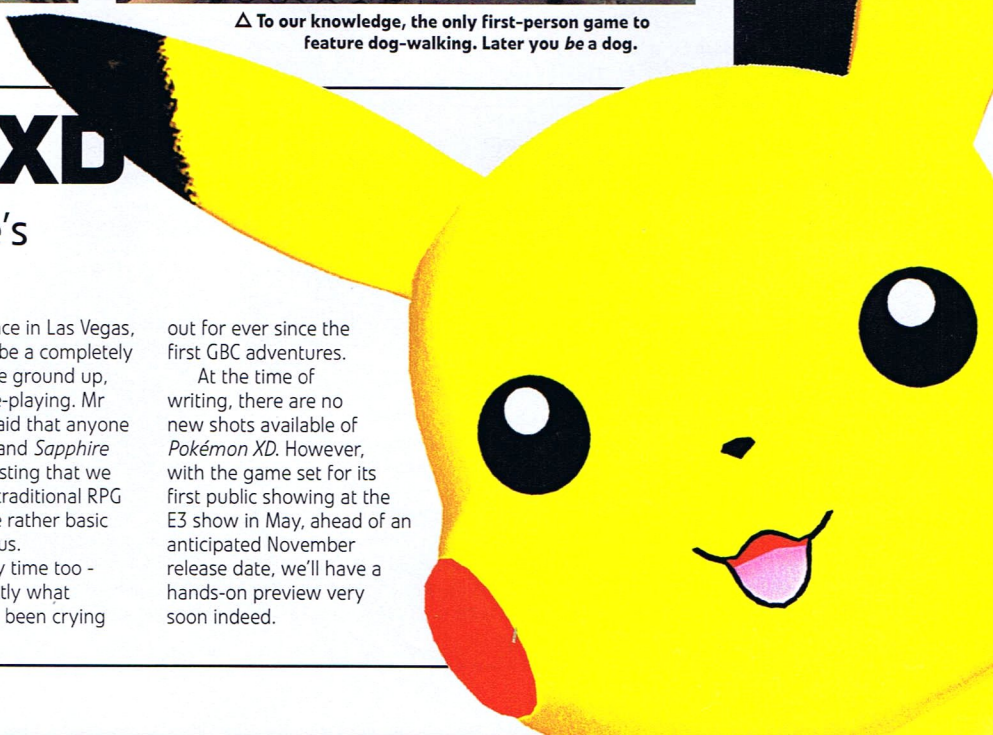 △ To our knowledge, the only first-person game to
feature dog-walking. Later you be a dog.
XD
's
in Las Vegas,
be a completely
ground up,
-playing. Mr
said that anyone
and Sapphire
that we
traditional RPG
rather basic
us.
time too -
what
been crying
out for ever since the
first GBC adventures.
At the time of
writing, there are no
new shots available of
Pokémon XD. However,
with the game set for its
first public showing at the
E3 show in May, ahead of an
anticipated November
release date, we'll have a
hands-on preview very
soon indeed.